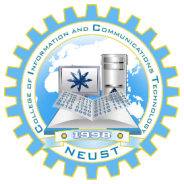 COLLEGE OF INFORMATION AND COMMUNICATIONS TECHNOLOGY
1998
NEUST